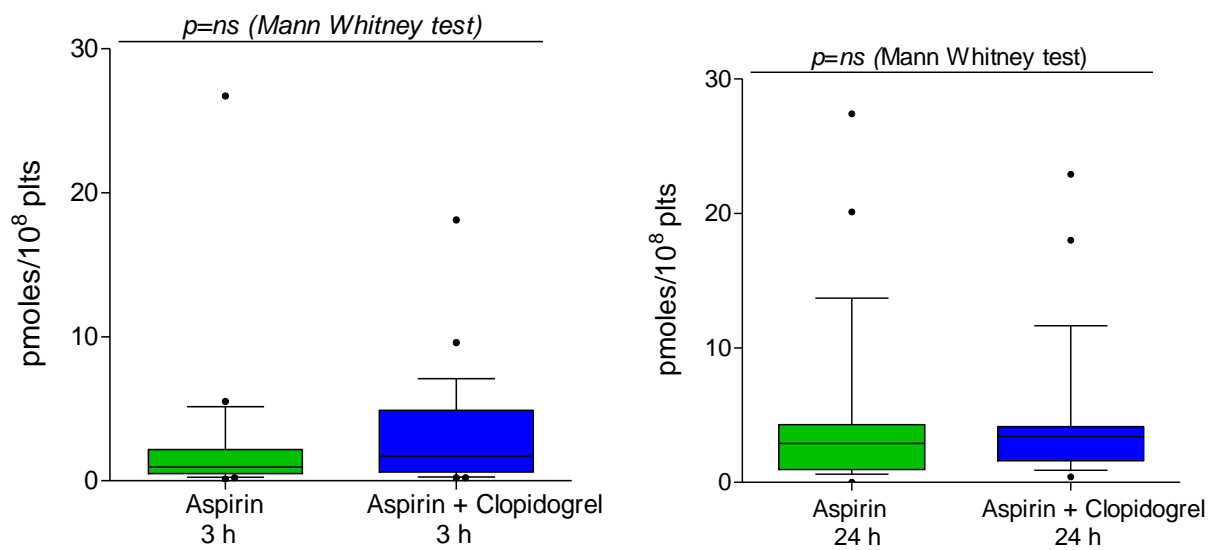 p=ns (Mann Whitney test)
30
20
10
0
pmoles/10⁸ plts
Aspirin
3 h
Aspirin + Clopidogrel
3 h
p=ns (Mann Whitney test)
30
20
10
0
pmoles/10⁸ plts
Aspirin
24 h
Aspirin + Clopidogrel
24 h